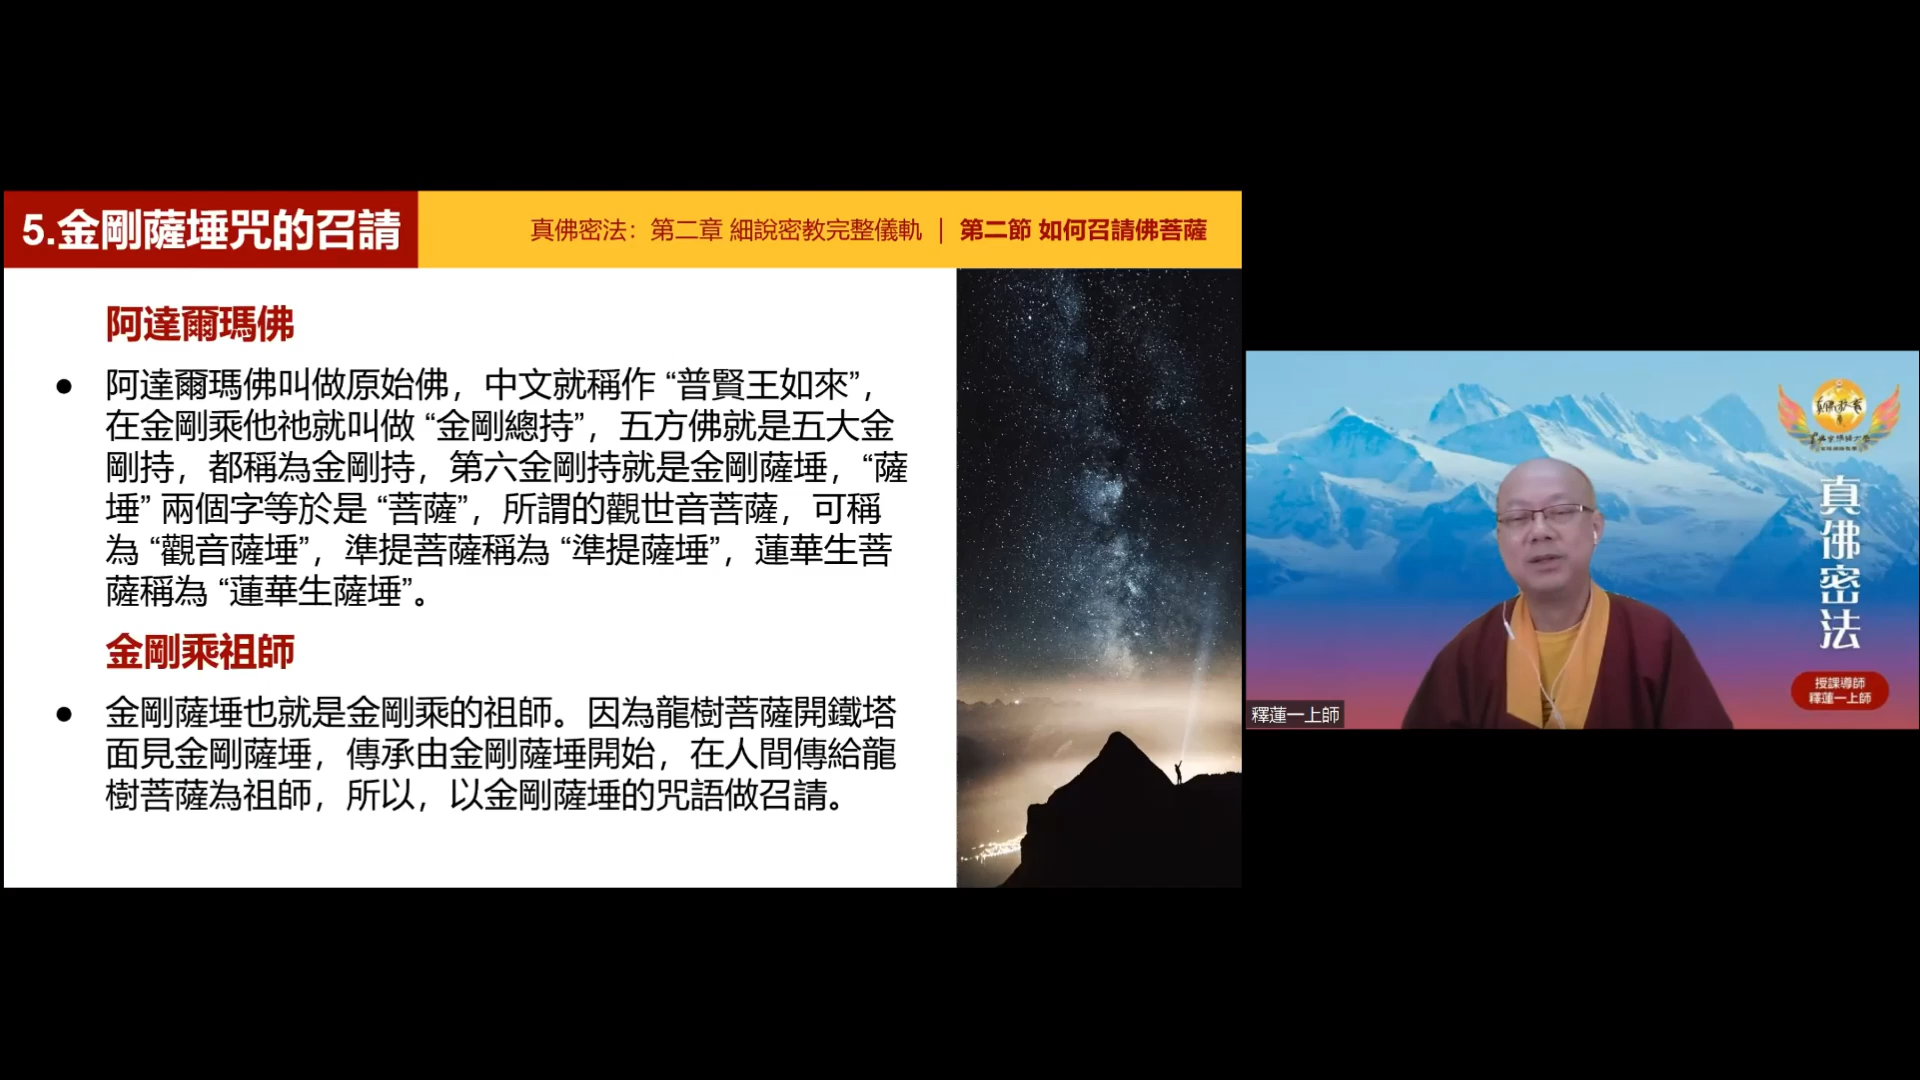 5.金剛薩埵咒的召請
真佛密法：第二章 細說密教完整儀軌 | 第二節 如何召請佛菩薩
阿達爾瑪佛
● 阿達爾瑪佛叫做原始佛，中文就稱作 “普賢王如來”，
在金剛乘他祂就叫做 “金剛總持”，五方佛就是五大金
剛持，都稱為金剛持，第六金剛持就是金剛薩埵，“薩
埵” 兩個字等於是 “菩薩”，所謂的觀世音菩薩，可稱
為 “觀音薩埵”，準提菩薩稱為 “準提薩埵”，蓮華生菩
薩稱為 “蓮華生薩埵”。
金剛乘祖師
● 金剛薩埵也就是金剛乘的祖師。因為龍樹菩薩開鐵塔
面見金剛薩埵，傳承由金剛薩埵開始，在人間傳給龍
樹菩薩為祖師，所以，以金剛薩埵的咒語做召請。
真佛密法
授課導師
釋蓮一上師
釋蓮一上師